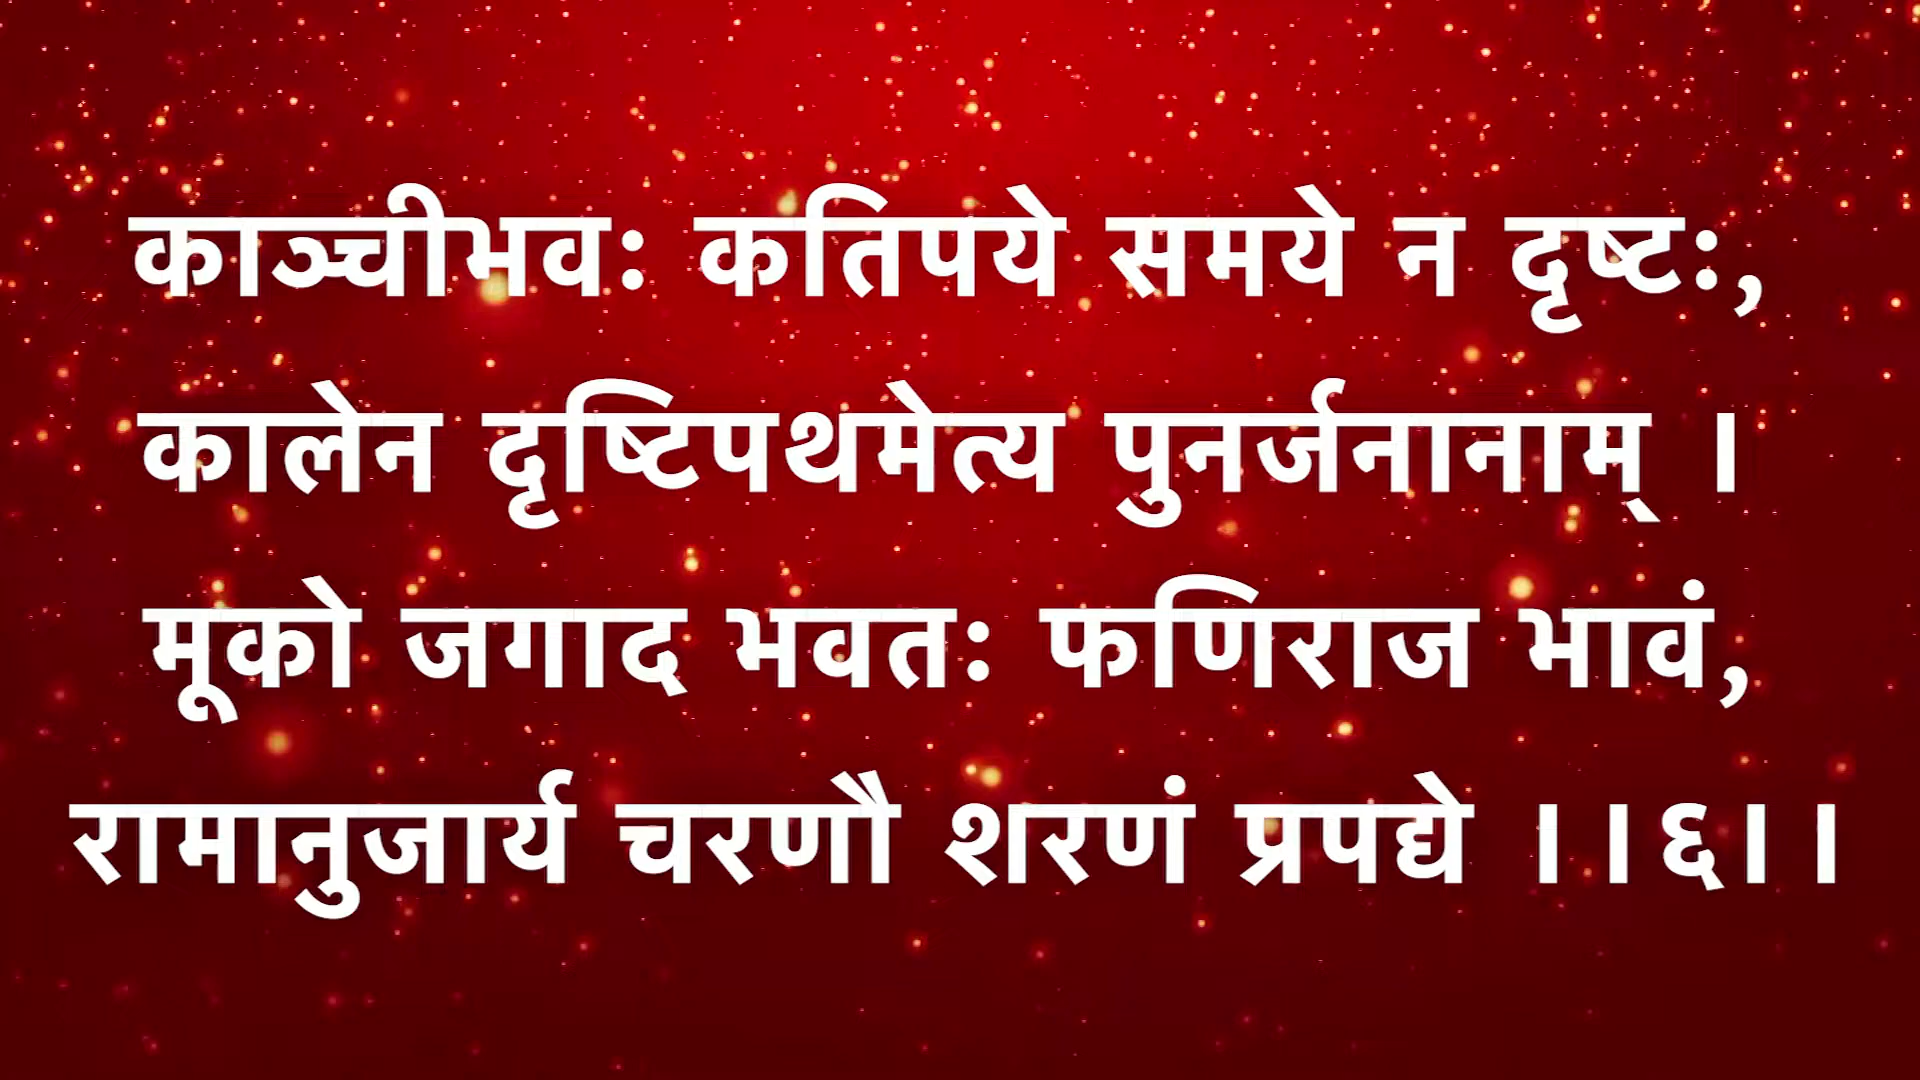 काञ्चीभवः कतिपये समये न दृष्टः,
कालेन दृष्टिपथमेत्य पुनर्जनानाम् ।
मूको जगाद भवतः फणिराज भावं,
रामानुजार्य चरणौ शरणं प्रपद्ये ।।६।।